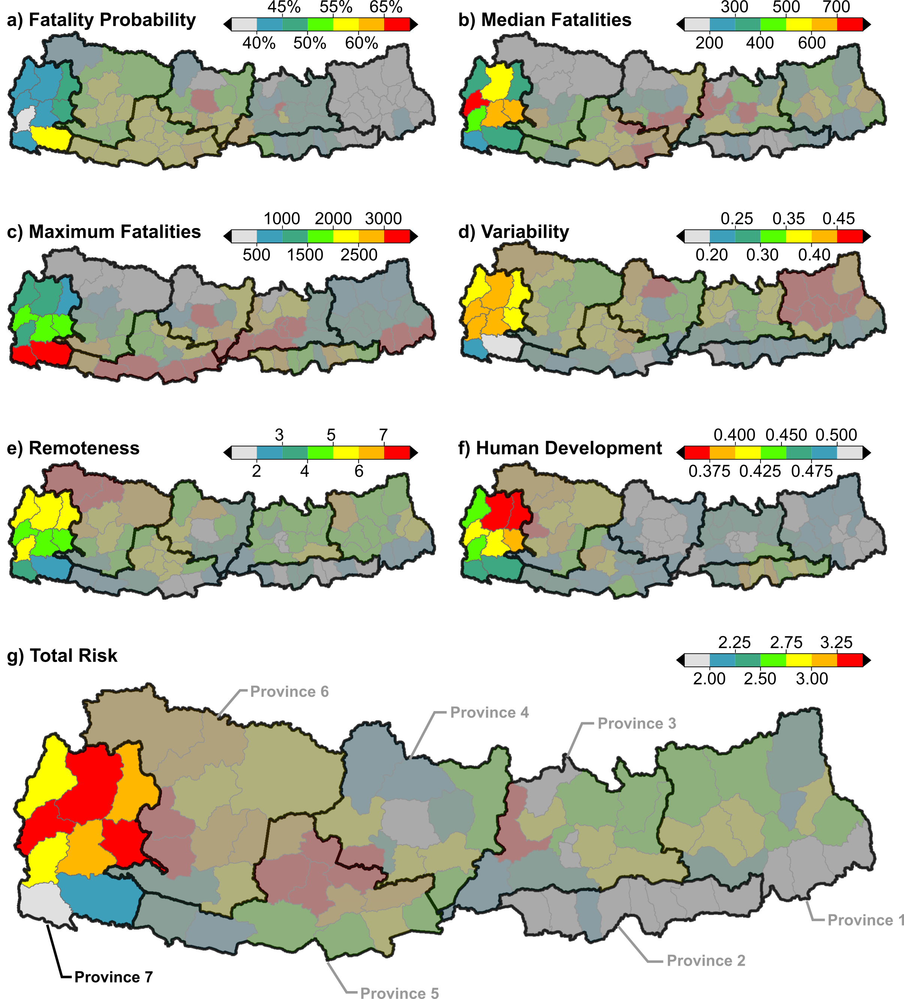 a) Fatality Probability
45% 55% 65%
40% 50% 60%
b) Median Fatalities
300 500 700
200 400 600
c) Maximum Fatalities
1000 2000 3000
500 1500 2500
d) Variability
0.25 0.35 0.45
0.20 0.30 0.40
e) Remoteness
3 5 7
2 4 6
f) Human Development
0.400 0.450 0.500
0.375 0.425 0.475
g) Total Risk
2.25 2.75 3.25
2.00 2.50 3.00
Province 6
Province 4
Province 3
Province 1
Province 2
Province 7
Province 5